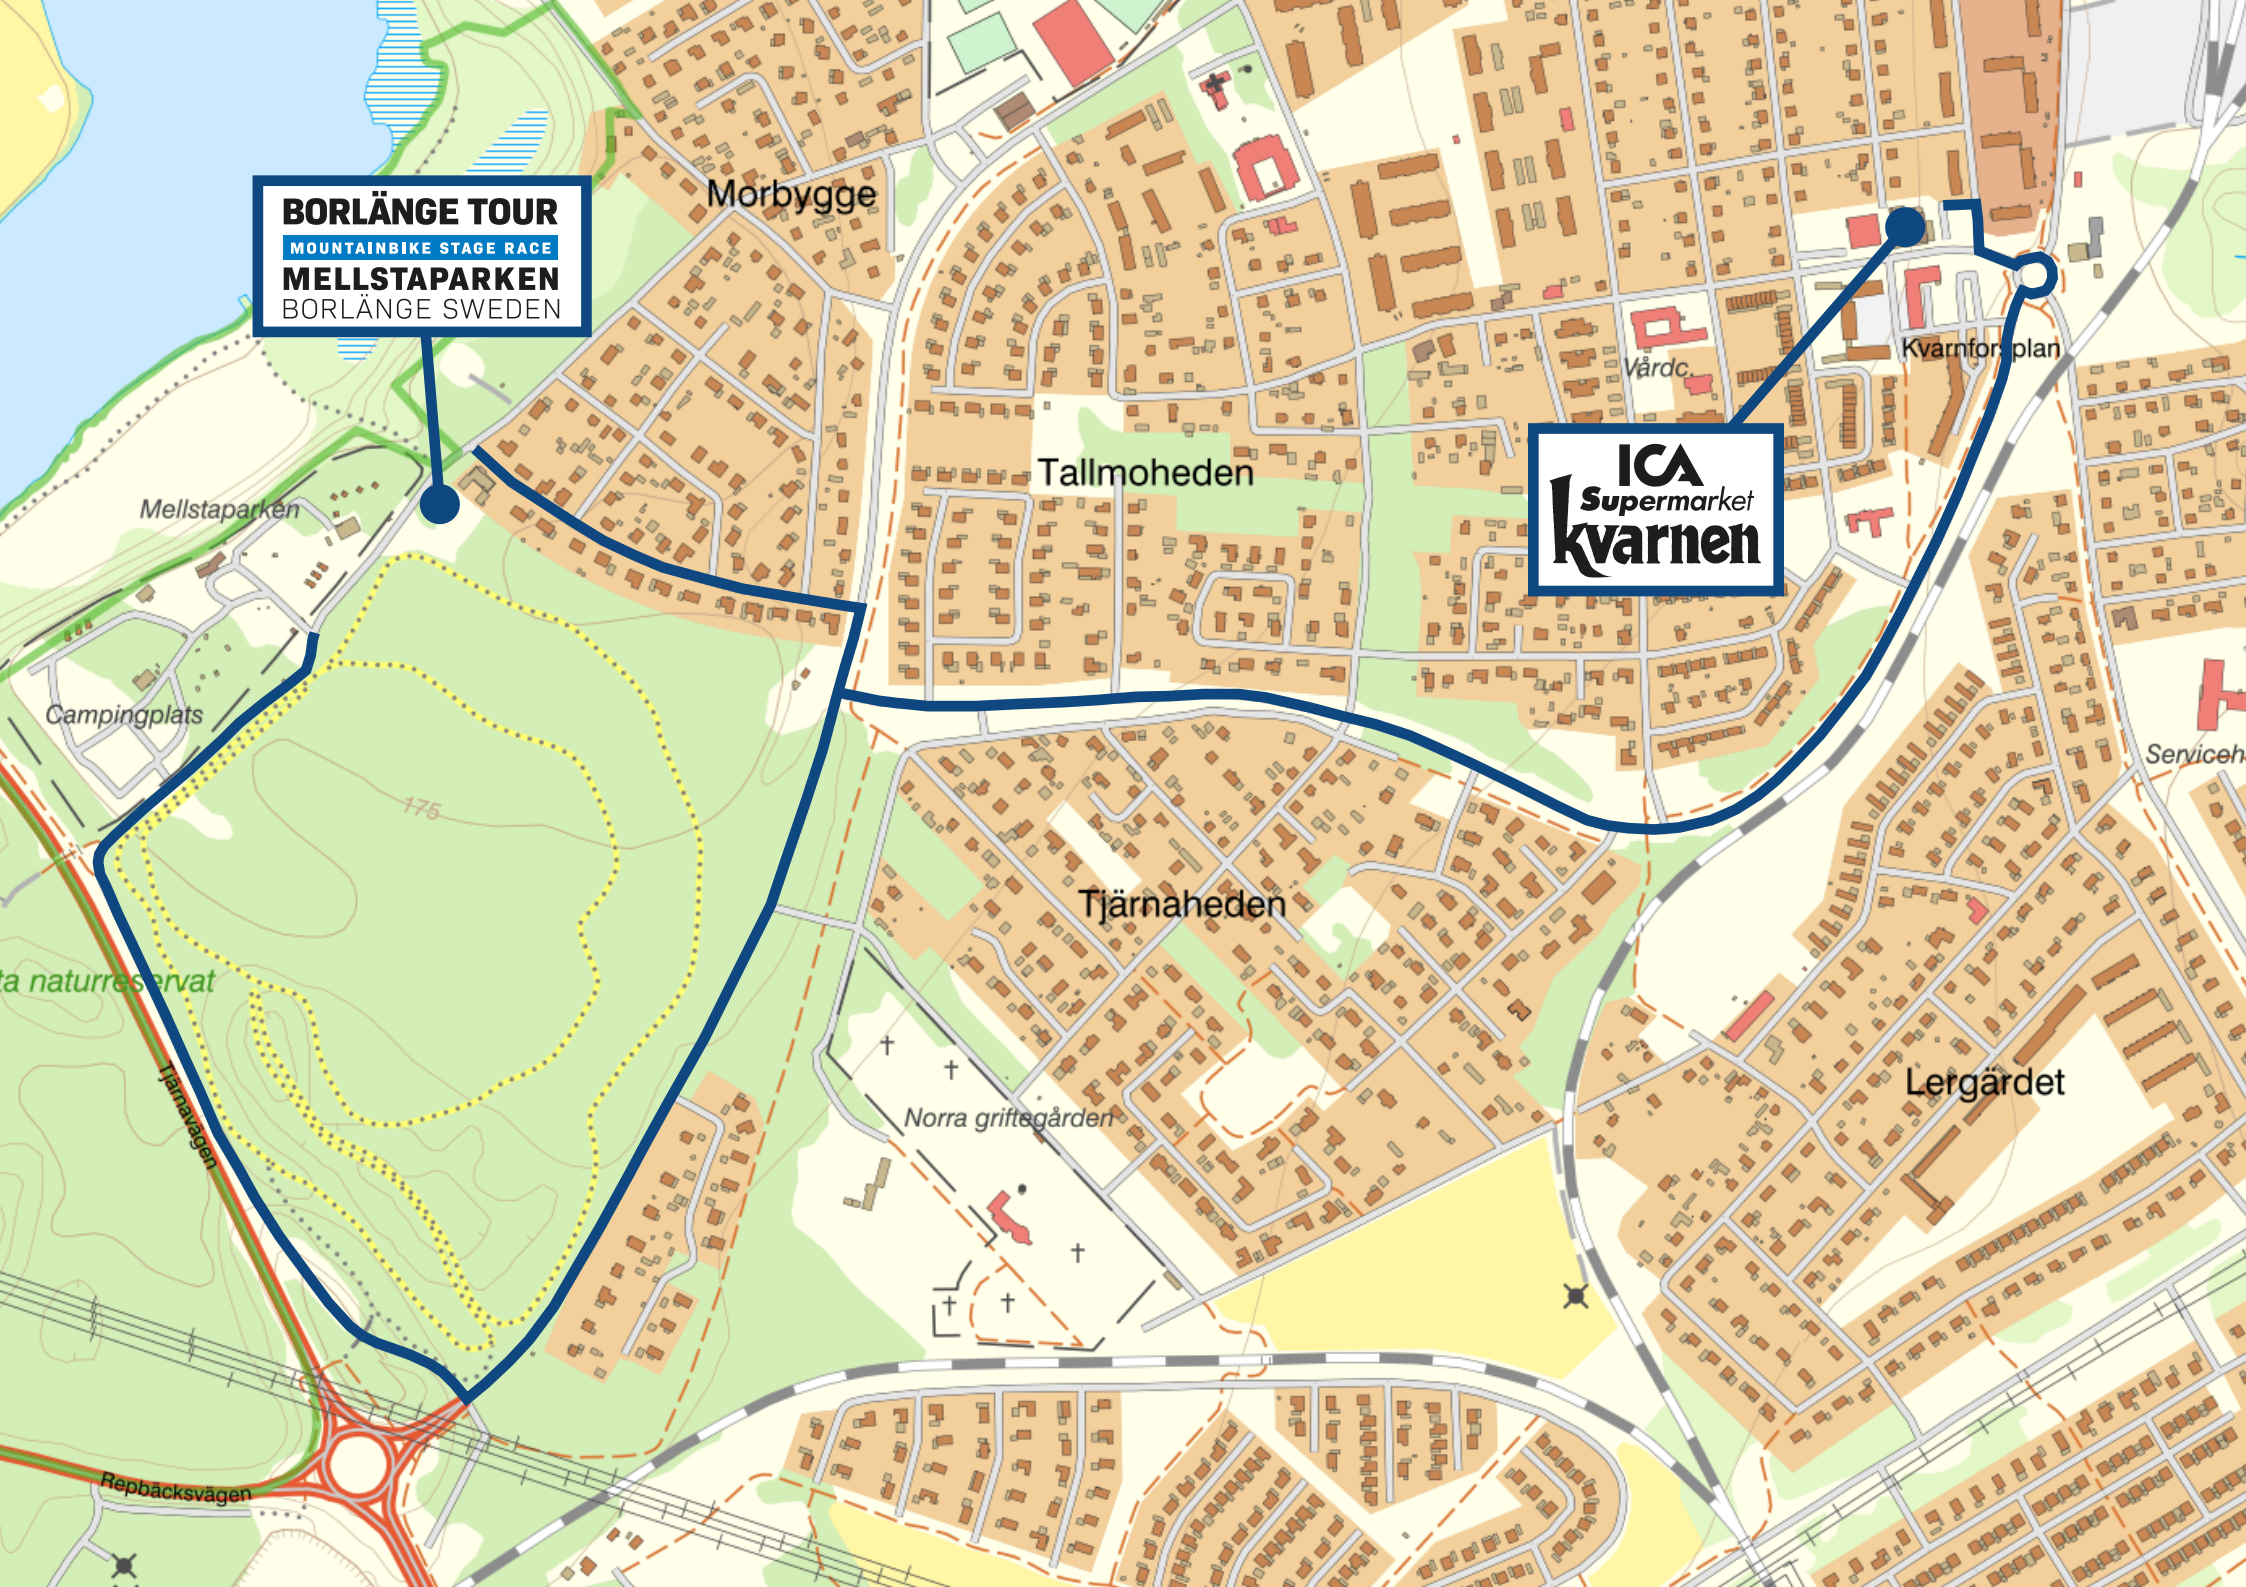 BORLÄNGE TOUR
MOUNTAINBIKE STAGE RACE
MELLSTAPARKEN
BORLÄNGE SWEDEN
Morbygge
Kvarnforsplan
Vårdc.
ICA
Supermarket
kvarnen
Tallmoheden
Mellstaparken
Campingplats
175
Serviceh
Tjärnaheden
ta naturreservat
Tjärnavägen
Norra griftegården
Lergärdet
Repbäcksvägen